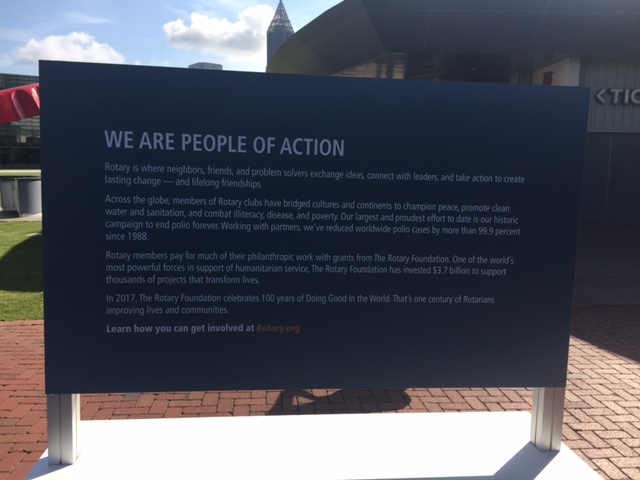 WE ARE PEOPLE OF ACTION
Rotary is where neighbors, friends, and problem solvers exchange ideas, connect with leaders, and take action to create
lasting change — and lifelong friendships.
Across the globe, members of Rotary clubs have bridged cultures and continents to champion peace, promote clean
water and sanitation, and combat illiteracy, disease, and poverty. Our largest and proudest effort to date is our historic
campaign to end polio forever. Working with partners, we've reduced worldwide polio cases by more than 99.9 percent
since 1988.
Rotary members pay for much of their philanthropic work with grants from The Rotary Foundation. One of the world's
most powerful forces in support of humanitarian service, The Rotary Foundation has invested $3.7 billion to support
thousands of projects that transform lives.
In 2017, The Rotary Foundation celebrates 100 years of Doing Good in the World. That's one century of Rotarians
improving lives and communities.
Learn how you can get involved at Rotary.org
<TIC